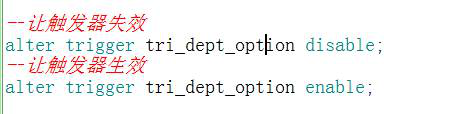 --让触发器失效
alter trigger tri_dept_option disable;
--让触发器生效
alter trigger tri_dept_option enable;